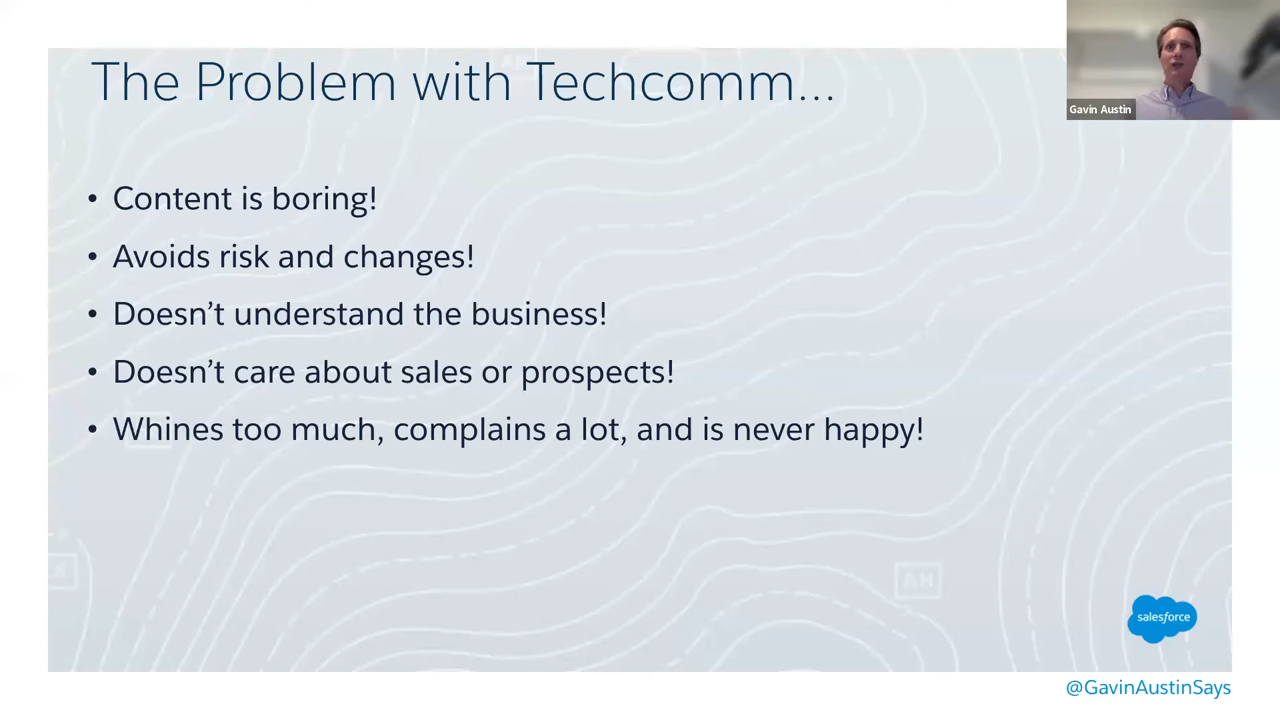 The Problem with Techcomm...
Gavin Austin
• Content is boring!
• Avoids risk and changes!
• Doesn’t understand the business!
• Doesn’t care about sales or prospects!
• Whines too much, complains a lot, and is never happy!
AH
salesforce
@GavinAustinSays